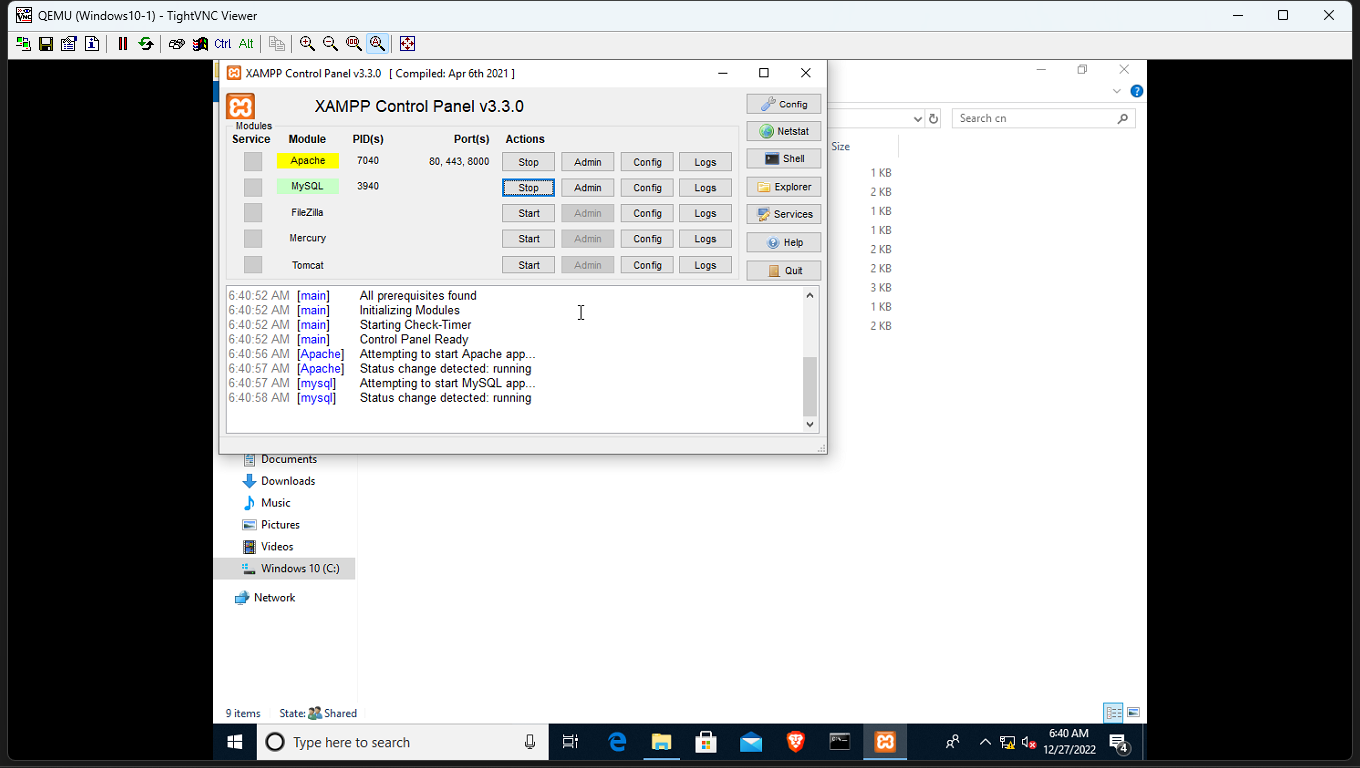 QEMU (Windows10-1) - TightVNC Viewer
Ctrl Alt
XAMPP Control Panel v3.3.0 [ Compiled: Apr 6th 2021 ]
XAMPP Control Panel v3.3.0
Config
Modules
Service Module PID(s) Port(s) Actions
Netstat
Apache 7040 80, 443, 8000 Stop Admin Config Logs
Shell
MySQL 3940 Stop Admin Config Logs
Explorer
FileZilla Start Admin Config Logs
Services
Mercury Start Admin Config Logs
Help
Tomcat Start Admin Config Logs
Quit
6:40:52 AM [main] All prerequisites found
6:40:52 AM [main] Initializing Modules
6:40:52 AM [main] Starting Check-Timer
6:40:52 AM [main] Control Panel Ready
6:40:56 AM [Apache] Attempting to start Apache app...
6:40:57 AM [Apache] Status change detected: running
6:40:57 AM [mysql] Attempting to start MySQL app...
6:40:58 AM [mysql] Status change detected: running
Search cn
Size
1 KB
2 KB
1 KB
1 KB
2 KB
2 KB
3 KB
1 KB
2 KB
Documents
Downloads
Music
Pictures
Videos
Windows 10 (C:)
Network
9 items State: Shared
Type here to search
6:40 AM
12/27/2022
4